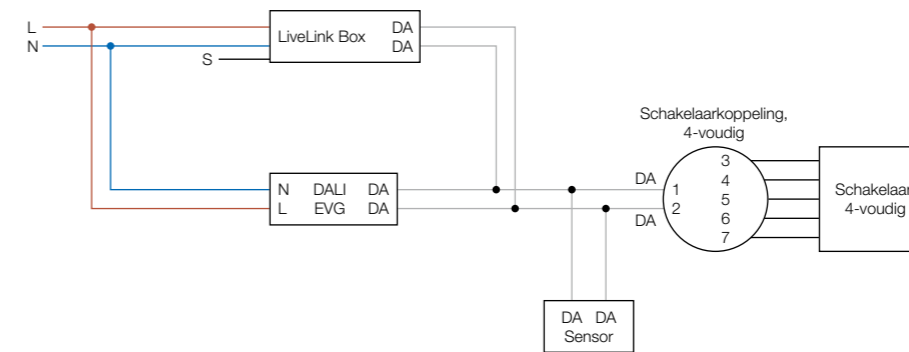 L
N
S
LiveLink Box
DA
DA
N DALI DA
L EVG DA
Schakelaarkoppeling,
4-voudig
DA
DA
1
2
3
4
5
6
7
Schakelaar
4-voudig
DA DA
Sensor